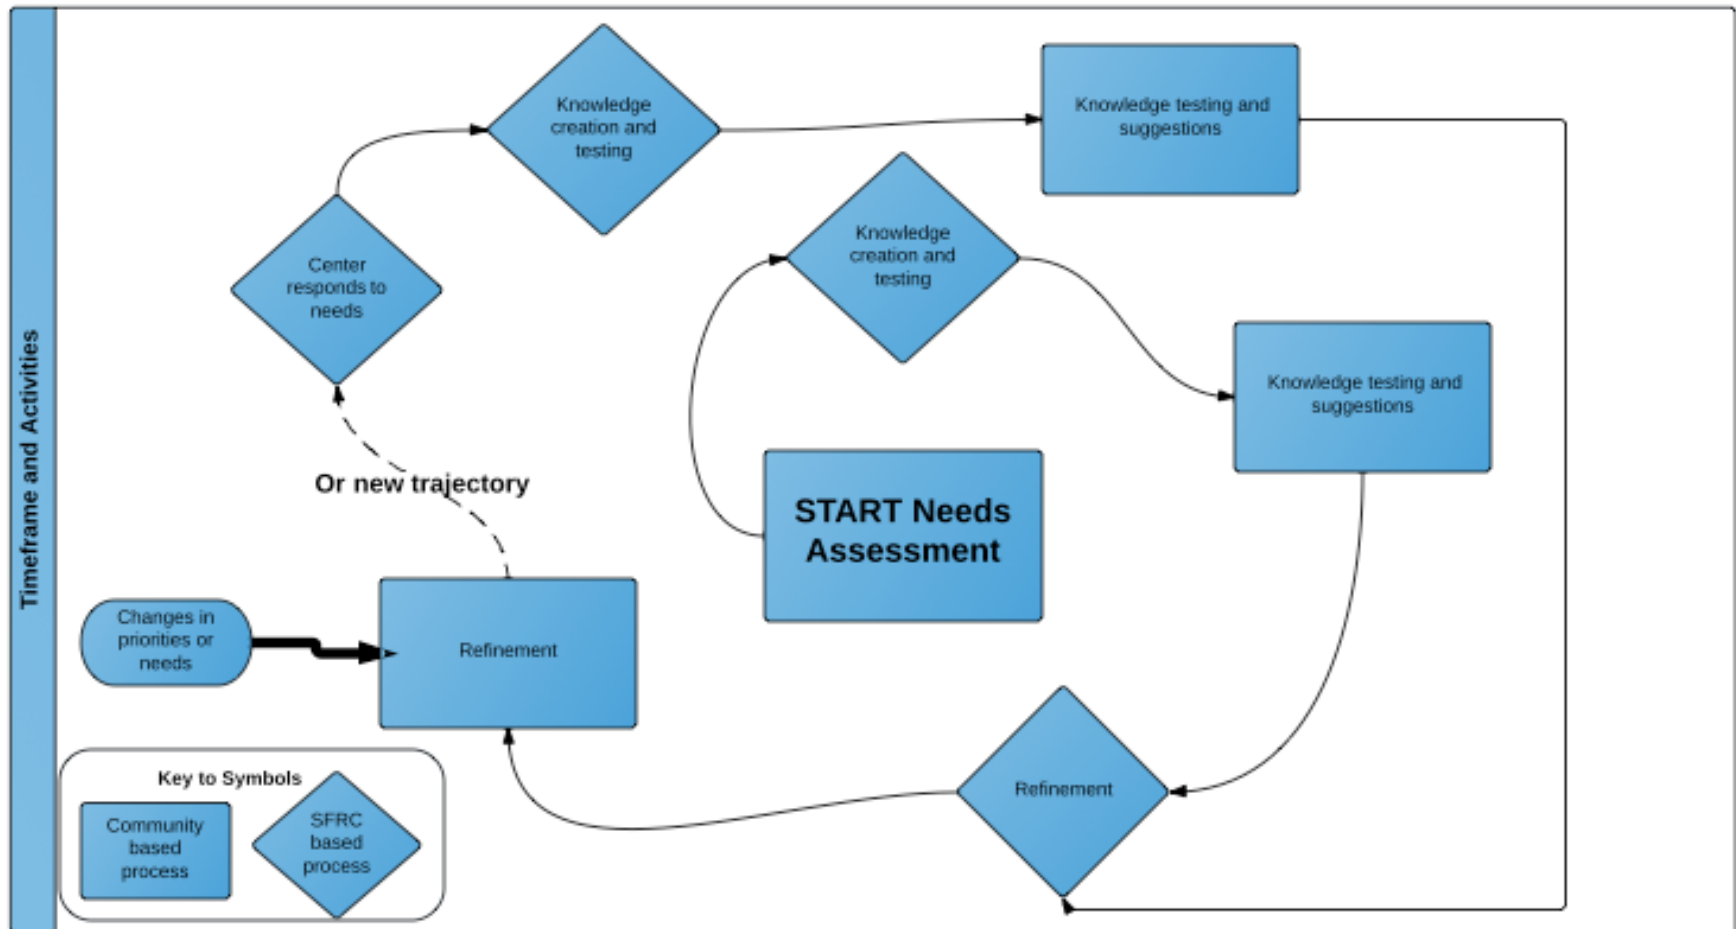 Timeframe and Activities
Knowledge
creation and
testing
Knowledge testing and
suggestions
Knowledge
creation and
testing
Center
responds to
needs
Knowledge testing and
suggestions
Or new trajectory
START Needs
Assessment
Changes in
priorities or
needs
Refinement
Refinement
Key to Symbols
Community
based
process
SFRC
based
process